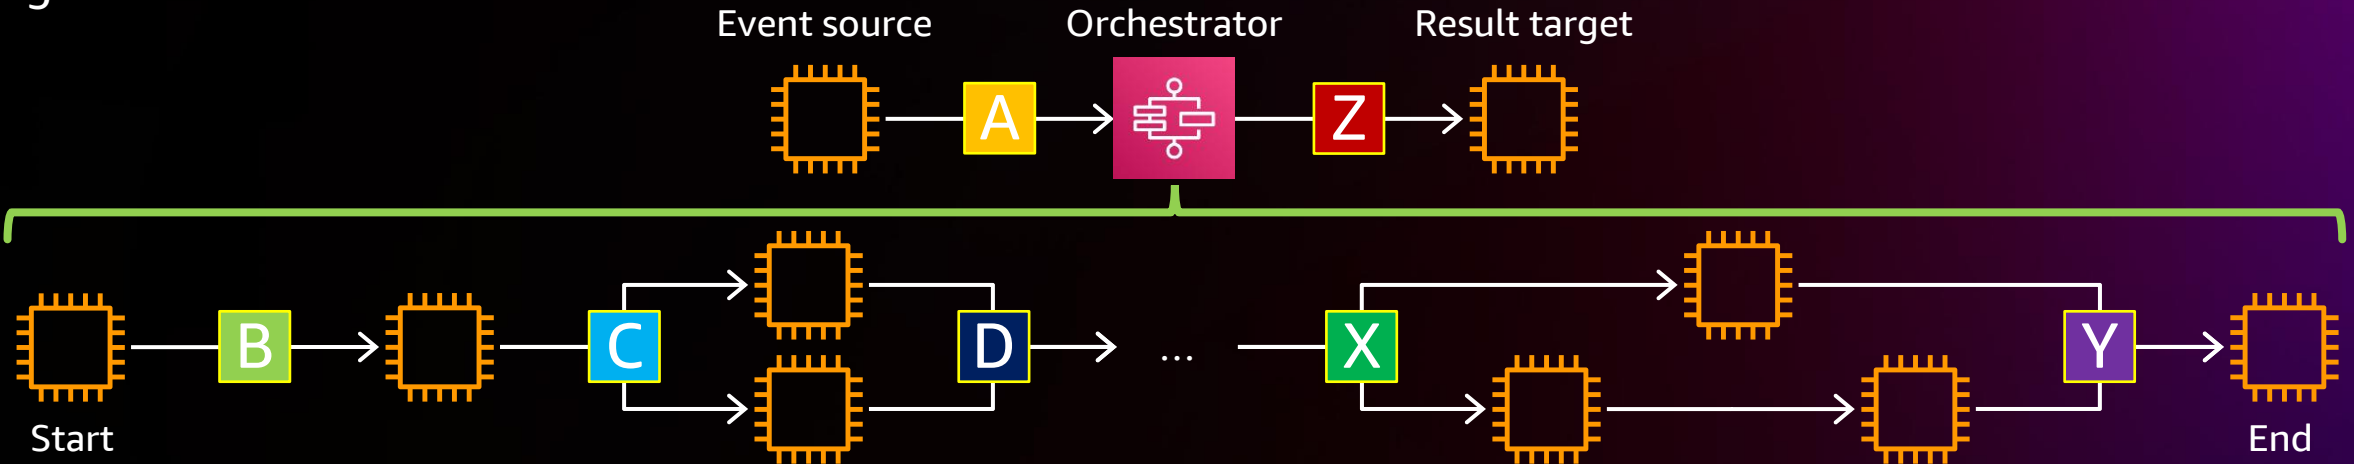 Event source
Orchestrator
Result target
A
Z
B
C
D
...
X
Y
Start
End